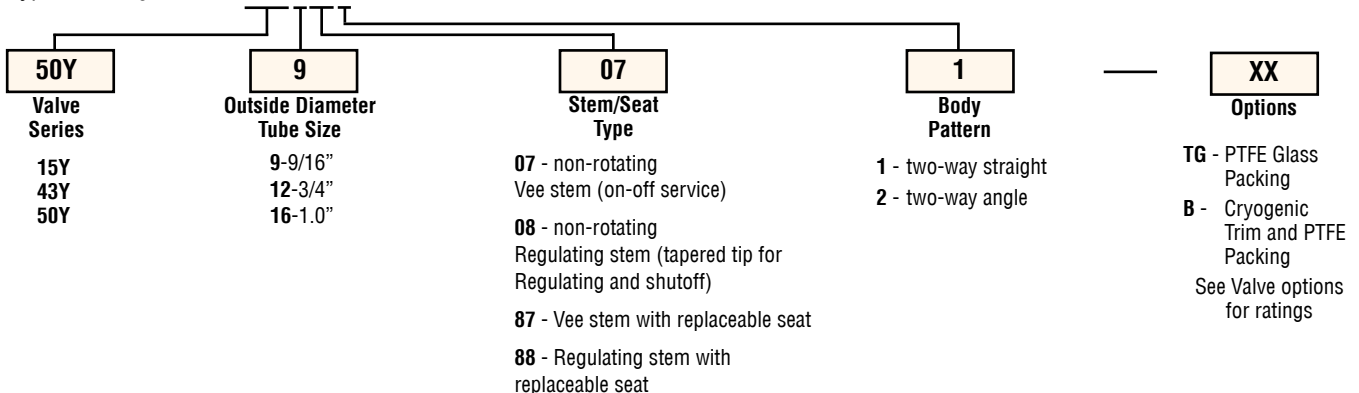 50Y
9
07
1
XX
Valve
Series
Outside Diameter
Tube Size
Stem/Seat
Type
Body
Pattern
Options
15Y
43Y
50Y
9-9/16”
12-3/4”
16-1.0”
07 - non-rotating
Vee stem (on-off service)
08 - non-rotating
Regulating stem (tapered tip for
Regulating and shutoff)
87 - Vee stem with replaceable seat
88 - Regulating stem with
replaceable seat
1 - two-way straight
2 - two-way angle
TG - PTFE Glass
Packing
B - Cryogenic
Trim and PTFE
Packing
See Valve options
for ratings